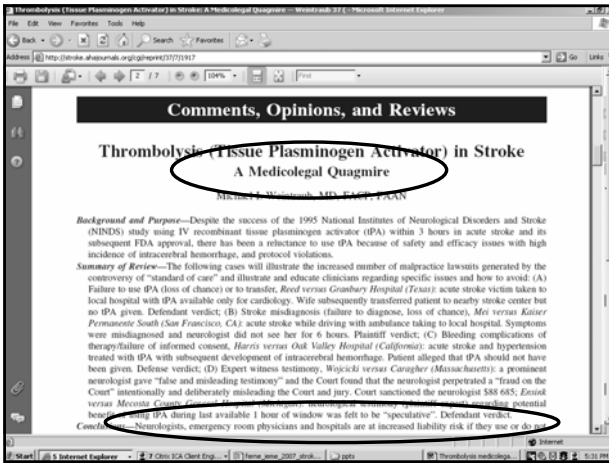 Thrombolysis (Tissue Plasminogen Activator) in Stroke: A Medicolegal Quagmire -- Weintraub 37 ( - Microsoft Internet Explorer
File Edit View Favorites Tools Help
Back Search Favorites
Address http://stroke.ahajournals.org/cgi/reprint/37/7/1917 Go Links
2 / 7 104% Find
Comments, Opinions, and Reviews
Thrombolysis (Tissue Plasminogen Activator) in Stroke
A Medicolegal Quagmire
Michael I. Weintraub, MD, FACP, FAAN
Background and Purpose—Despite the success of the 1995 National Institutes of Neurological Disorders and Stroke
(NINDS) study using IV recombinant tissue plasminogen activator (tPA) within 3 hours in acute stroke and its
subsequent FDA approval, there has been a reluctance to use tPA because of safety and efficacy issues with high
incidence of intracerebral hemorrhage, and protocol violations.
Summary of Review—The following cases will illustrate the increased number of malpractice lawsuits generated by the
controversy of “standard of care” and illustrate and educate clinicians regarding specific issues and how to avoid: (A)
Failure to use tPA (loss of chance) or to transfer, Reed versus Granbury Hospital (Texas): acute stroke victim taken to
local hospital with tPA available only for cardiology. Wife subsequently transferred patient to nearby stroke center but
no tPA given. Defendant verdict; (B) Stroke misdiagnosis (failure to diagnose, loss of chance), Mei versus Kaiser
Permanente South (San Francisco, CA): acute stroke while driving with ambulance taking to local hospital. Symptoms
were misdiagnosed and neurologist did not see her for 6 hours. Plaintiff verdict; (C) Bleeding complications of
therapy/failure of informed consent, Harris versus Oak Valley Hospital (California): acute stroke and hypertension
treated with tPA with subsequent development of intracerebral hemorrhage. Patient alleged that tPA should not have
been given. Defense verdict; (D) Expert witness testimony, Wojcicki versus Caragher (Massachusetts): a prominent
neurologist gave “false and misleading testimony” and the Court found that the neurologist perpetrated a “fraud on the
Court” intentionally and deliberately misleading the Court and jury. Court sanctioned the neurologist $88 685; Ensink
versus Mecosta County General Hospital (Michigan): neurological testimony (plaintiff expert) regarding potential
benefit of using tPA during last available 1 hour of window was felt to be “speculative”. Defendant verdict.
Conclusions—Neurologists, emergency room physicians and hospitals are at increased liability risk if they use or do not
Internet
Start 5 Internet Explorer 7 Citrix ICA Client Eng... ppts 5:31 PM